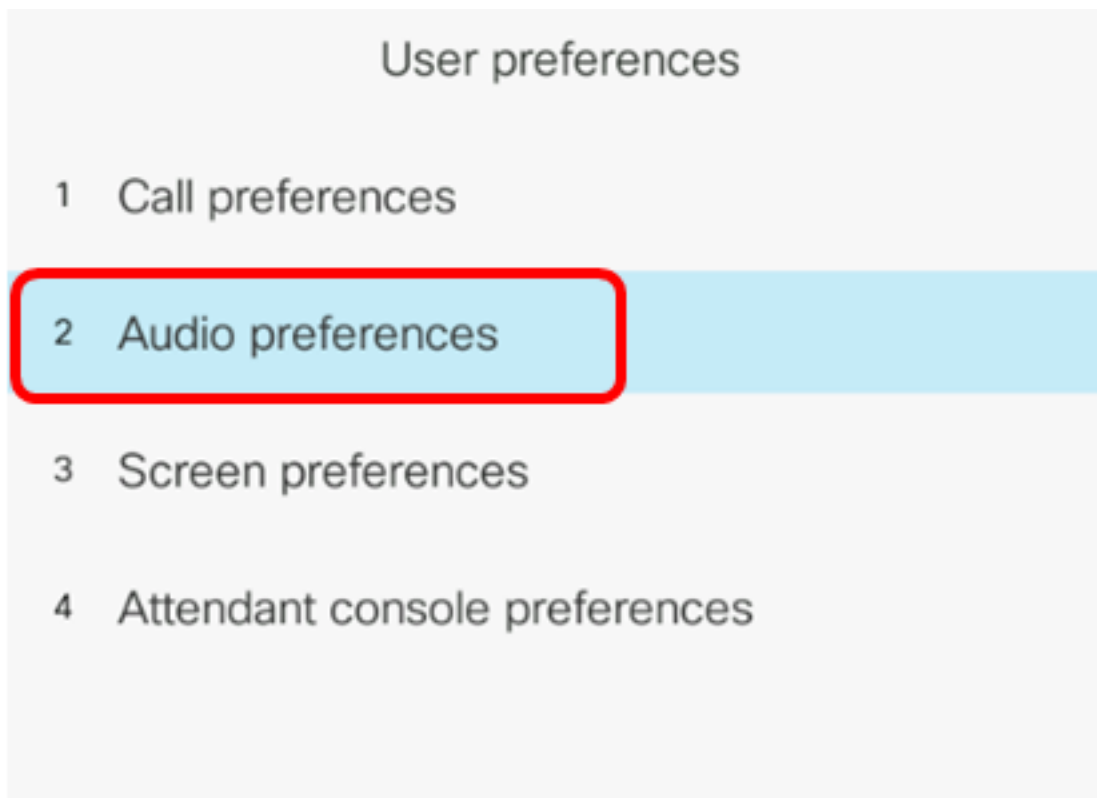 User preferences
1 Call preferences
2 Audio preferences
3 Screen preferences
4 Attendant console preferences